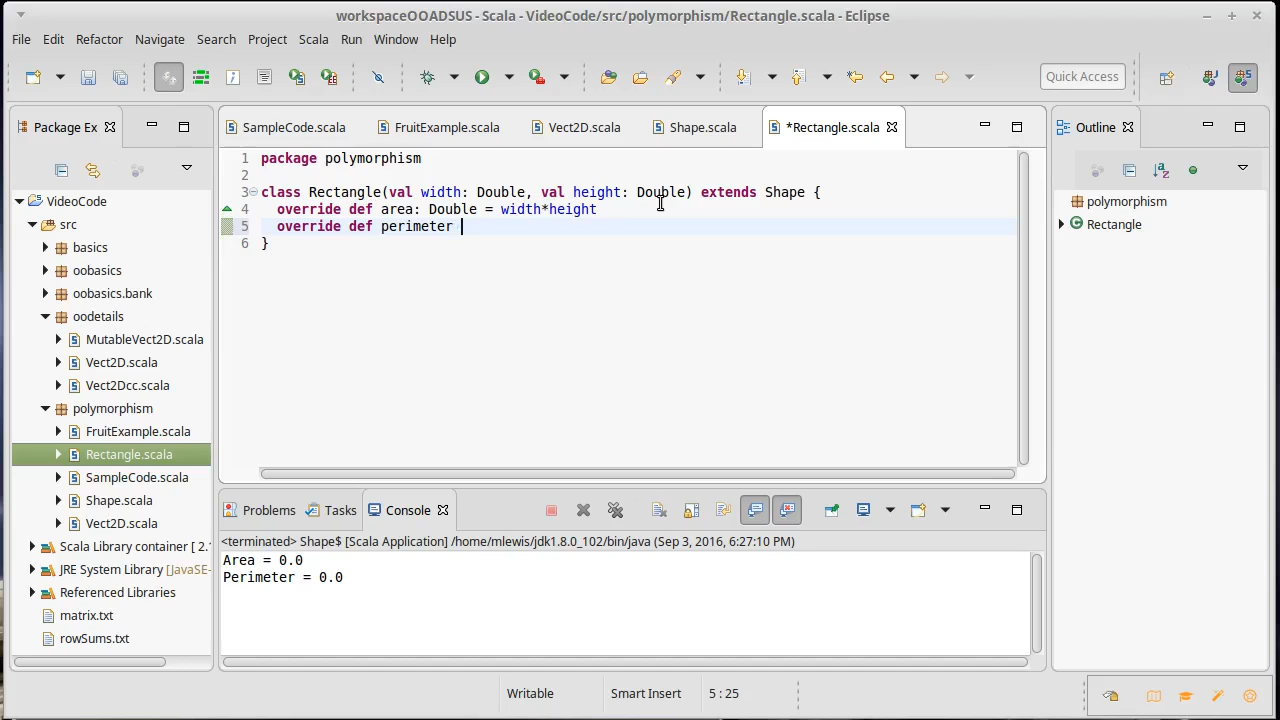 workspaceOOADSUS - Scala - VideoCode/src/polymorphism/Rectangle.scala - Eclipse
File Edit Refactor Navigate Search Project Scala Run Window Help
Quick Access
Package Ex
SampleCode.scala FruitExample.scala Vect2D.scala Shape.scala *Rectangle.scala
Outline
VideoCode
src
basics
oobasics
oobasics.bank
oodetails
MutableVect2D.scala
Vect2D.scala
Vect2Dcc.scala
polymorphism
FruitExample.scala
Rectangle.scala
SampleCode.scala
Shape.scala
Vect2D.scala
Scala Library container [ 2.
JRE System Library [JavaSE-
Referenced Libraries
matrix.txt
rowSums.txt
1 package polymorphism
2
3 class Rectangle(val width: Double, val height: Double) extends Shape {
4 override def area: Double = width*height
5 override def perimeter
6 }
polymorphism
Rectangle
Problems Tasks Console
<terminated> Shape$ [Scala Application] /home/mlewis/jdk1.8.0_102/bin/java (Sep 3, 2016, 6:27:10 PM)
Area = 0.0
Perimeter = 0.0
Writable Smart Insert 5 : 25